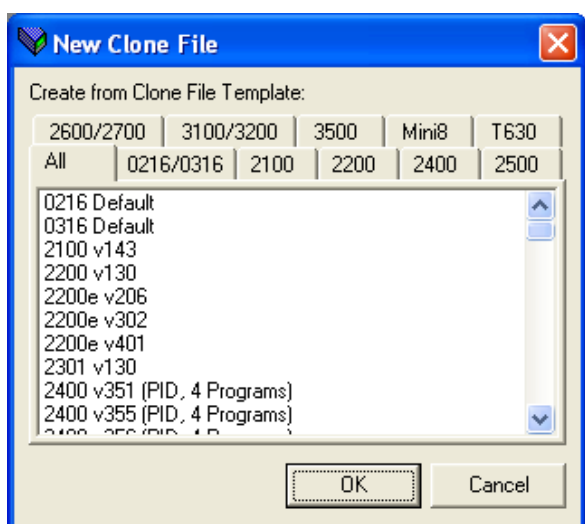 New Clone File
Create from Clone File Template:
2600/2700 3100/3200 3500 Mini8 T630
All 0216/0316 2100 2200 2400 2500
0216 Default
0316 Default
2100 v143
2200 v130
2200e v206
2200e v302
2200e v401
2301 v130
2400 v351 (PID, 4 Programs)
2400 v355 (PID, 4 Programs)
OK Cancel